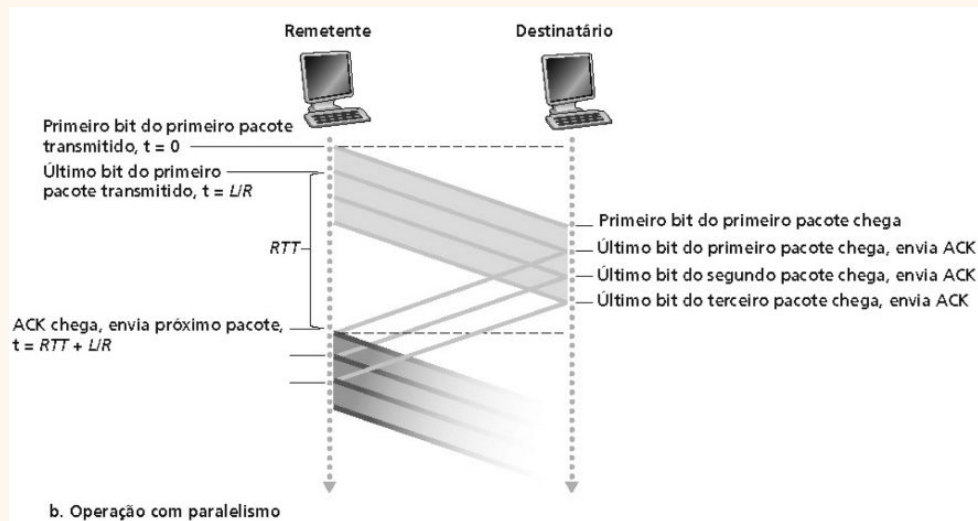 Remetente
Destinatário
Primeiro bit do primeiro pacote
transmitido, t = 0
Último bit do primeiro
pacote transmitido, t = L/R
RTT
ACK chega, envia próximo pacote,
t = RTT + L/R
Primeiro bit do primeiro pacote chega
Último bit do primeiro pacote chega, envia ACK
Último bit do segundo pacote chega, envia ACK
Último bit do terceiro pacote chega, envia ACK
b. Operação com paralelismo